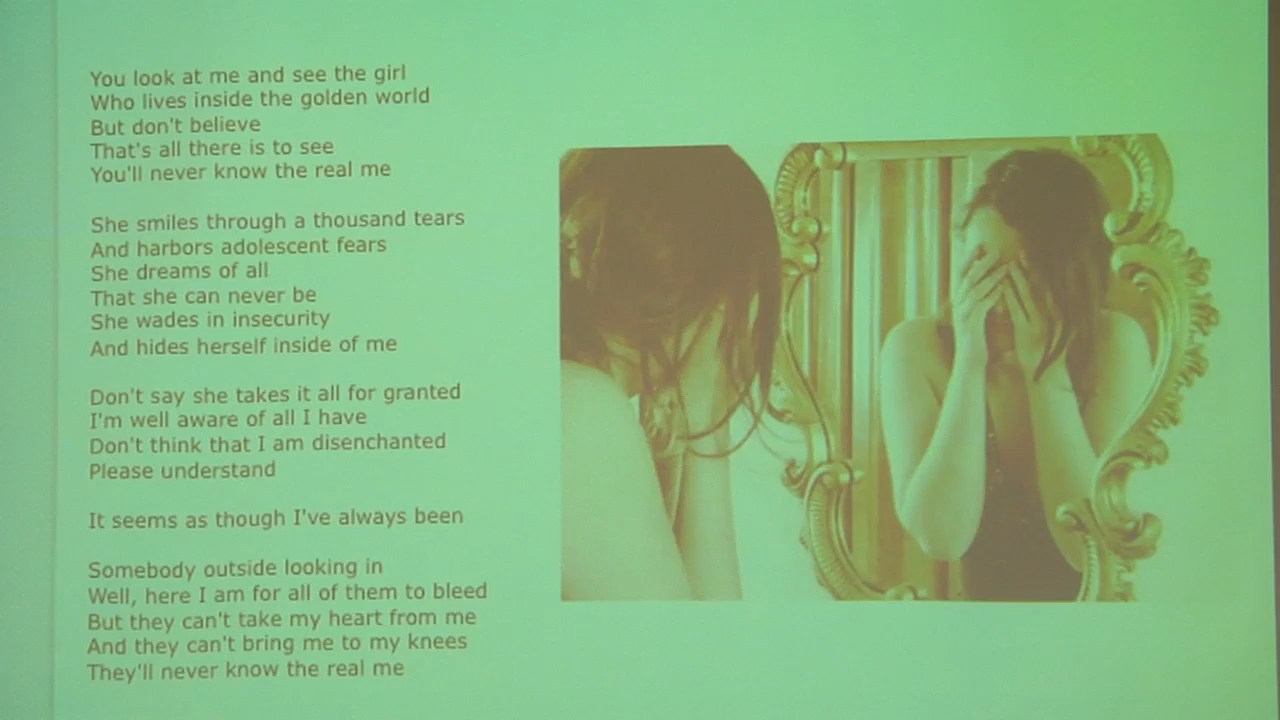 You look at me and see the girl
Who lives inside the golden world
But don't believe
That's all there is to see
You'll never know the real me
She smiles through a thousand tears
And harbors adolescent fears
She dreams of all
That she can never be
She wades in insecurity
And hides herself inside of me
Don't say she takes it all for granted
I'm well aware of all I have
Don't think that I am disenchanted
Please understand
It seems as though I've always been
Somebody outside looking in
Well, here I am for all of them to bleed
But they can't take my heart from me
And they can't bring me to my knees
They'll never know the real me